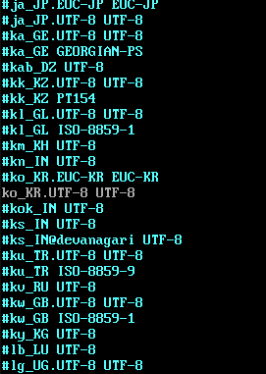 #ja_JP.EUC-JP EUC-JP
#ja_JP.UTF-8 UTF-8
#ka_GE.UTF-8 UTF-8
#ka_GE GEORGIAN-PS
#kab_DZ UTF-8
#kk_KZ.UTF-8 UTF-8
#kk_KZ PT154
#kl_GL.UTF-8 UTF-8
#kl_GL ISO-8859-1
#km_KH UTF-8
#kn_IN UTF-8
#ko_KR.EUC-KR EUC-KR
ko_KR.UTF-8 UTF-8
#kok_IN UTF-8
#ks_IN UTF-8
#ks_IN@devanagari UTF-8
#ku_TR.UTF-8 UTF-8
#ku_TR ISO-8859-9
#kv_RU UTF-8
#kw_GB.UTF-8 UTF-8
#kw_GB ISO-8859-1
#ky_KG UTF-8
#lb_LU UTF-8
#lg_UG.UTF-8 UTF-8